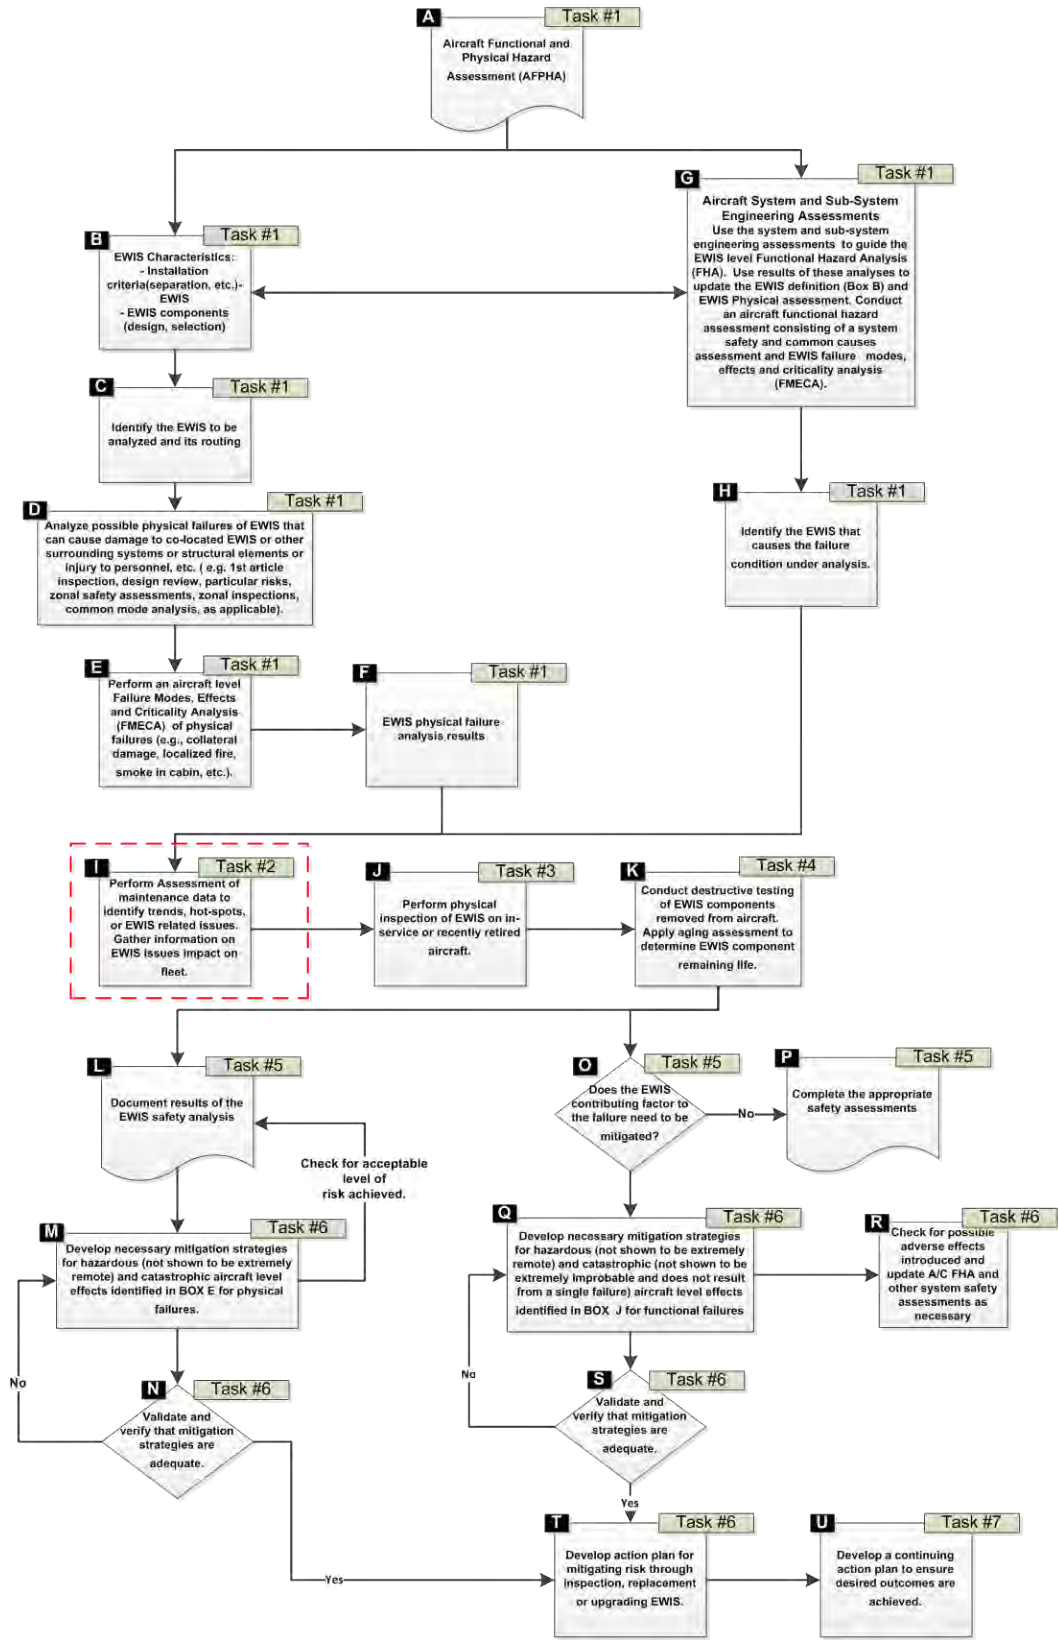 A
Task #1
Aircraft Functional and
Physical Hazard
Assessment (AFPHA)
G
Task #1
Aircraft System and Sub-System
Engineering Assessments
Use the system and sub-system
engineering assessments to guide the
EWIS level Functional Hazard Analysis
(FHA). Use results of these analyses to
update the EWIS definition (Box B) and
EWIS Physical assessment. Conduct
an aircraft functional hazard
assessment consisting of a system
safety and common causes
assessment and EWIS failure modes,
effects and criticality analysis
(FMECA).
B
Task #1
EWIS Characteristics:
- Installation
criteria(separation, etc.)-
EWIS
- EWIS components
(design, selection)
C
Task #1
Identify the EWIS to be
analyzed and its routing
D
Task #1
Analyze possible physical failures of EWIS that
can cause damage to co-located EWIS or other
surrounding systems or structural elements or
injury to personnel, etc. ( e.g. 1st article
inspection, design review, particular risks,
zonal safety assessments, zonal inspections,
common mode analysis, as applicable).
H
Task #1
Identify the EWIS that
causes the failure
condition under analysis.
E
Task #1
Perform an aircraft level
Failure Modes, Effects
and Criticality Analysis
(FMECA) of physical
failures (e.g., collateral
damage, localized fire,
smoke in cabin, etc.).
F
Task #1
EWIS physical failure
analysis results
I
Task #2
Perform Assessment of
maintenance data to
identify trends, hot-spots,
or EWIS related issues.
Gather information on
EWIS issues impact on
fleet.
J
Task #3
Perform physical
inspection of EWIS on in-
service or recently retired
aircraft.
K
Task #4
Conduct destructive testing
of EWIS components
removed from aircraft.
Apply aging assessment to
determine EWIS component
remaining life.
L
Task #5
Document results of the
EWIS safety analysis
O
Task #5
Does the EWIS
contributing factor to
the failure need to be
mitigated?
No
P
Task #5
Complete the appropriate
safety assessments
Check for acceptable
level of
risk achieved.
M
Task #6
Develop necessary mitigation strategies
for hazardous (not shown to be extremely
remote) and catastrophic aircraft level
effects identified in BOX E for physical
failures.
Q
Task #6
Develop necessary mitigation strategies
for hazardous (not shown to be extremely
remote) and catastrophic (not shown to be
extremely improbable and does not result
from a single failure) aircraft level effects
identified in BOX J for functional failures
R
Task #6
Check for possible
adverse effects
introduced and
update A/C FHA and
other system safety
assessments as
necessary
No
N
Task #6
Validate and
verify that mitigation
strategies are
adequate.
No
S
Task #6
Validate and
verify that mitigation
strategies are
adequate.
Yes
Yes
T
Task #6
Develop action plan for
mitigating risk through
inspection, replacement
or upgrading EWIS.
U
Task #7
Develop a continuing
action plan to ensure
desired outcomes are
achieved.